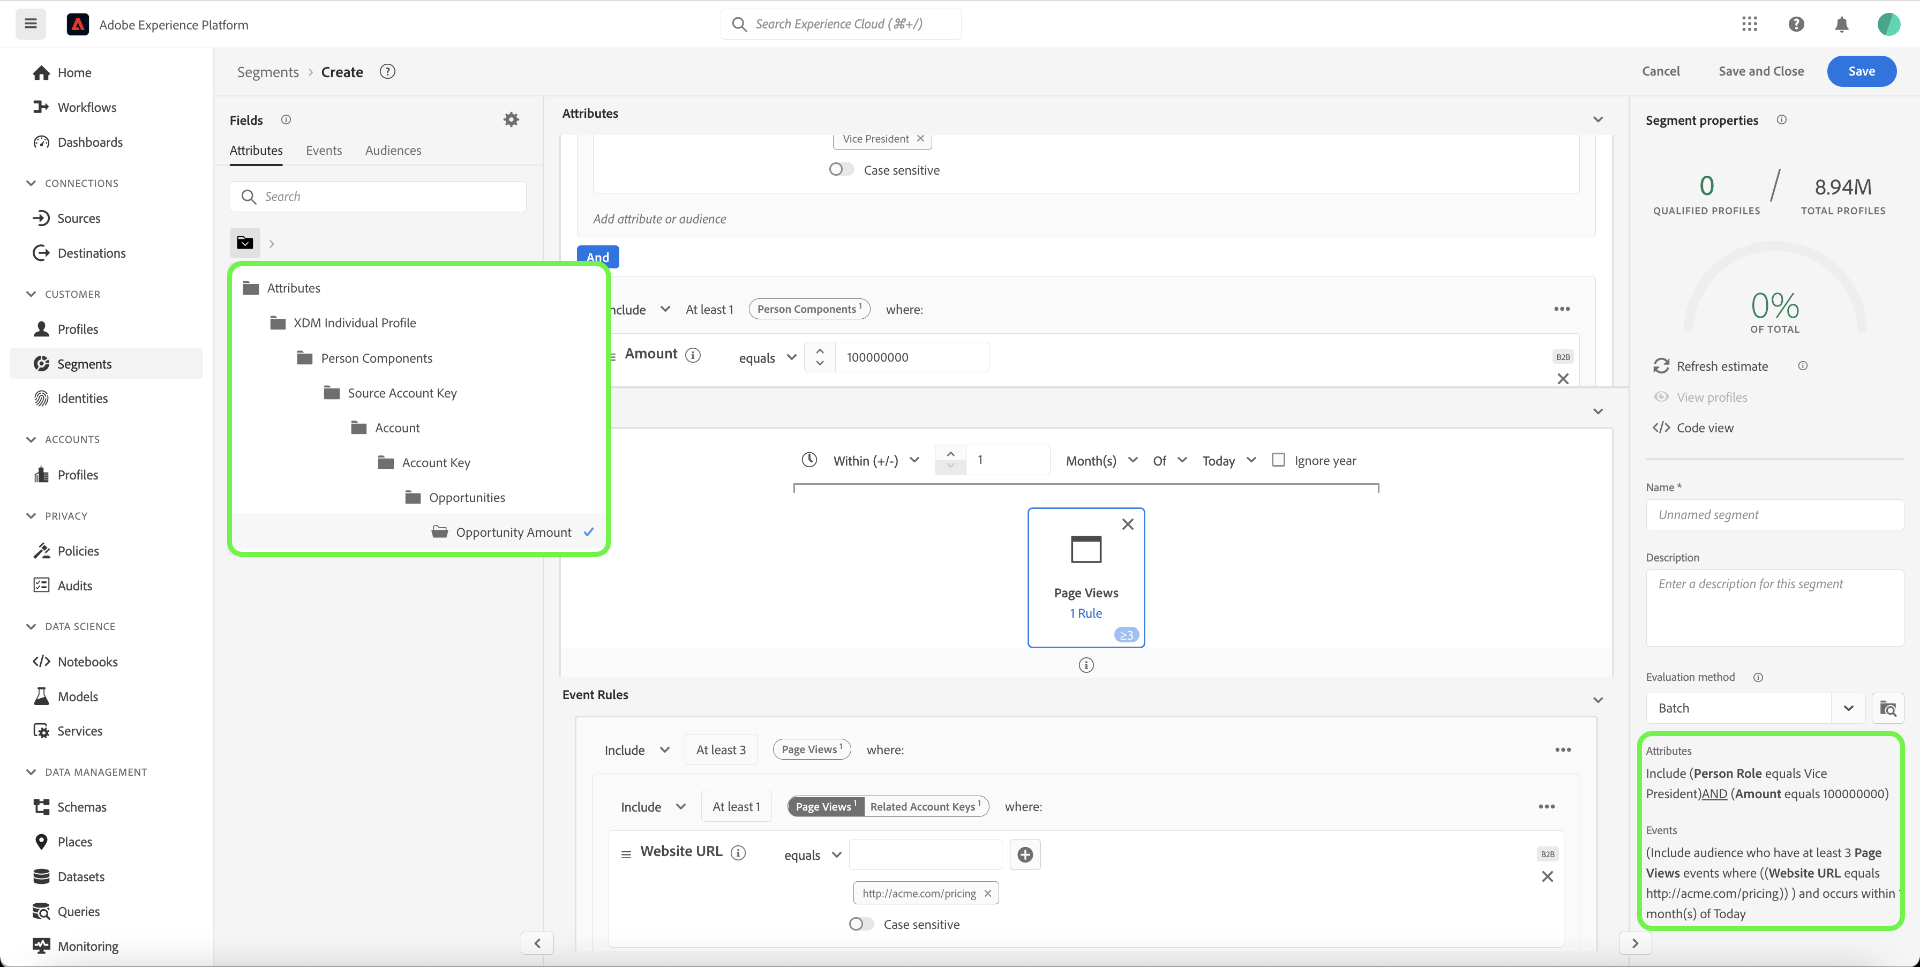 Adobe Experience Platform
Search Experience Cloud (⌘+/)
Home
Workflows
Dashboards
CONNECTIONS
Sources
Destinations
CUSTOMER
Profiles
Segments
Identities
ACCOUNTS
Profiles
PRIVACY
Policies
Audits
DATA SCIENCE
Notebooks
Models
Services
DATA MANAGEMENT
Schemas
Places
Datasets
Queries
Monitoring
Segments > Create
Cancel
Save and Close
Save
Fields
Attributes
Events
Audiences
Search
Attributes
XDM Individual Profile
Person Components
Source Account Key
Account
Account Key
Opportunities
Opportunity Amount
Attributes
Vice President
Case sensitive
Add attribute or audience
And
nclude At least 1 Person Components 1 where:
Amount equals 100000000
B2B
Within (+/-) 1 Month(s) Of Today Ignore year
Page Views
1 Rule
≥3
Event Rules
Include At least 3 Page Views 1 where:
Include At least 1 Page Views 1 Related Account Keys 1 where:
Website URL equals
B2B
http://acme.com/pricing
Case sensitive
Segment properties
0 / 8.94M
QUALIFIED PROFILES TOTAL PROFILES
0%
OF TOTAL
Refresh estimate
View profiles
Code view
Name *
Unnamed segment
Description
Enter a description for this segment
Evaluation method
Batch
Attributes
Include (Person Role equals Vice
President)AND (Amount equals 100000000)
Events
(Include audience who have at least 3 Page
Views events where ((Website URL equals
http://acme.com/pricing)) ) and occurs within 1
month(s) of Today